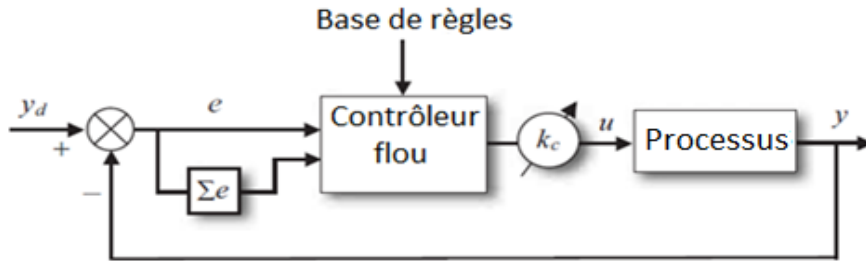 Base de règles
y_d
+
−
e
Σe
Contrôleur
flou
k_c
u
Processus
y